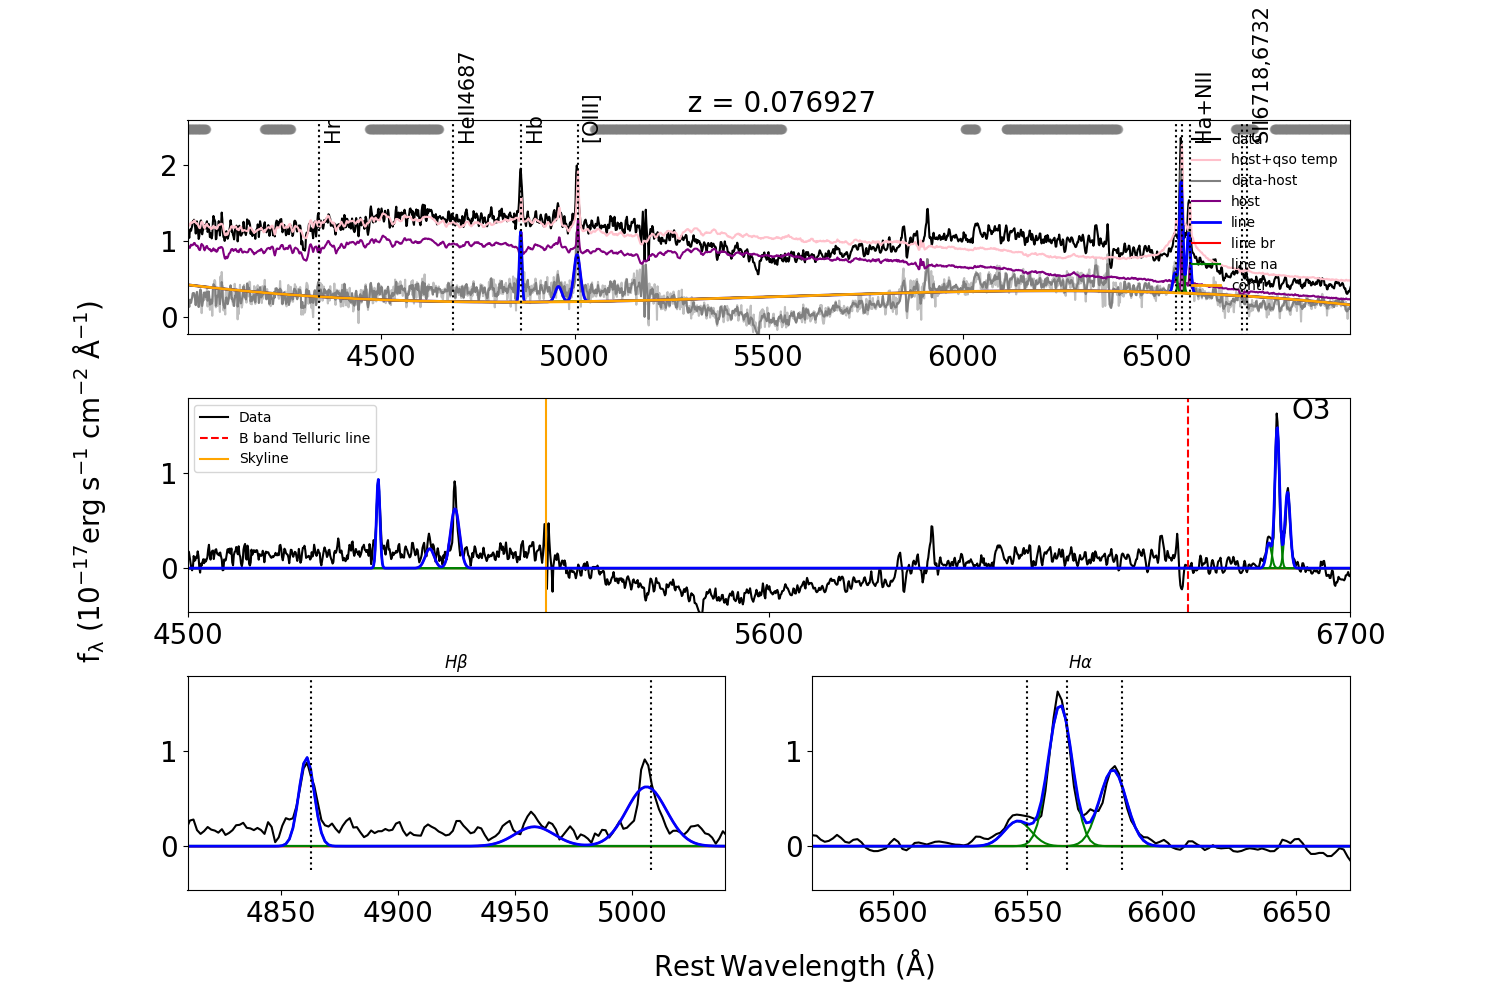 z = 0.076927
Hr
HeII4687
Hb
[OIII]
Ha+NII
SII6718,6732
data
host+qso temp
data-host
host
line
line br
line na
conti
2
1
0
4500 5000 5500 6000 6500
O3
Data
B band Telluric line
Skyline
1
0
4500 5600 6700
fλ (10⁻¹⁷erg s⁻¹ cm⁻² Å⁻¹)
Hβ
1
0
4850 4900 4950 5000
Hα
1
0
6500 6550 6600 6650
Rest Wavelength (Å)